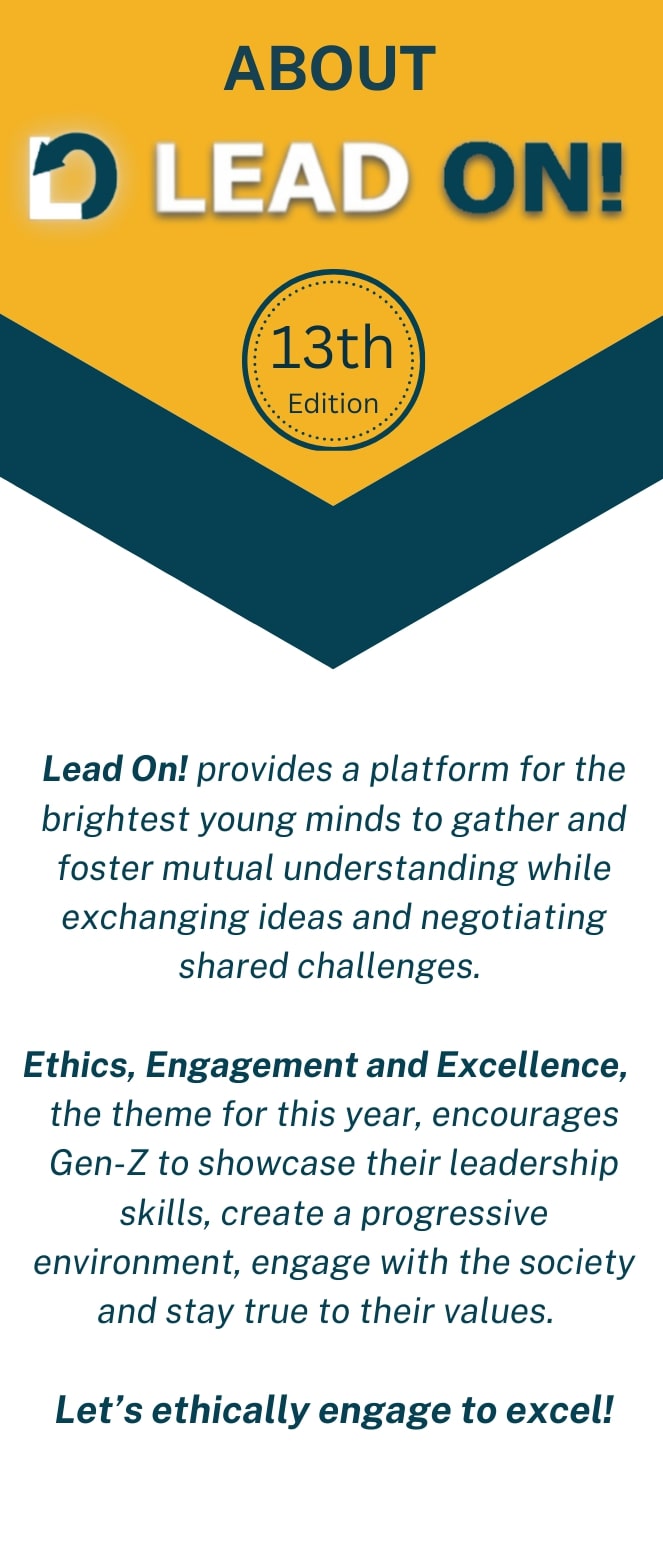 ABOUT
LEAD ON!
13th
Edition
Lead On! provides a platform for the
brightest young minds to gather and
foster mutual understanding while
exchanging ideas and negotiating
shared challenges.
Ethics, Engagement and Excellence,
the theme for this year, encourages
Gen-Z to showcase their leadership
skills, create a progressive
environment, engage with the society
and stay true to their values.
Let’s ethically engage to excel!